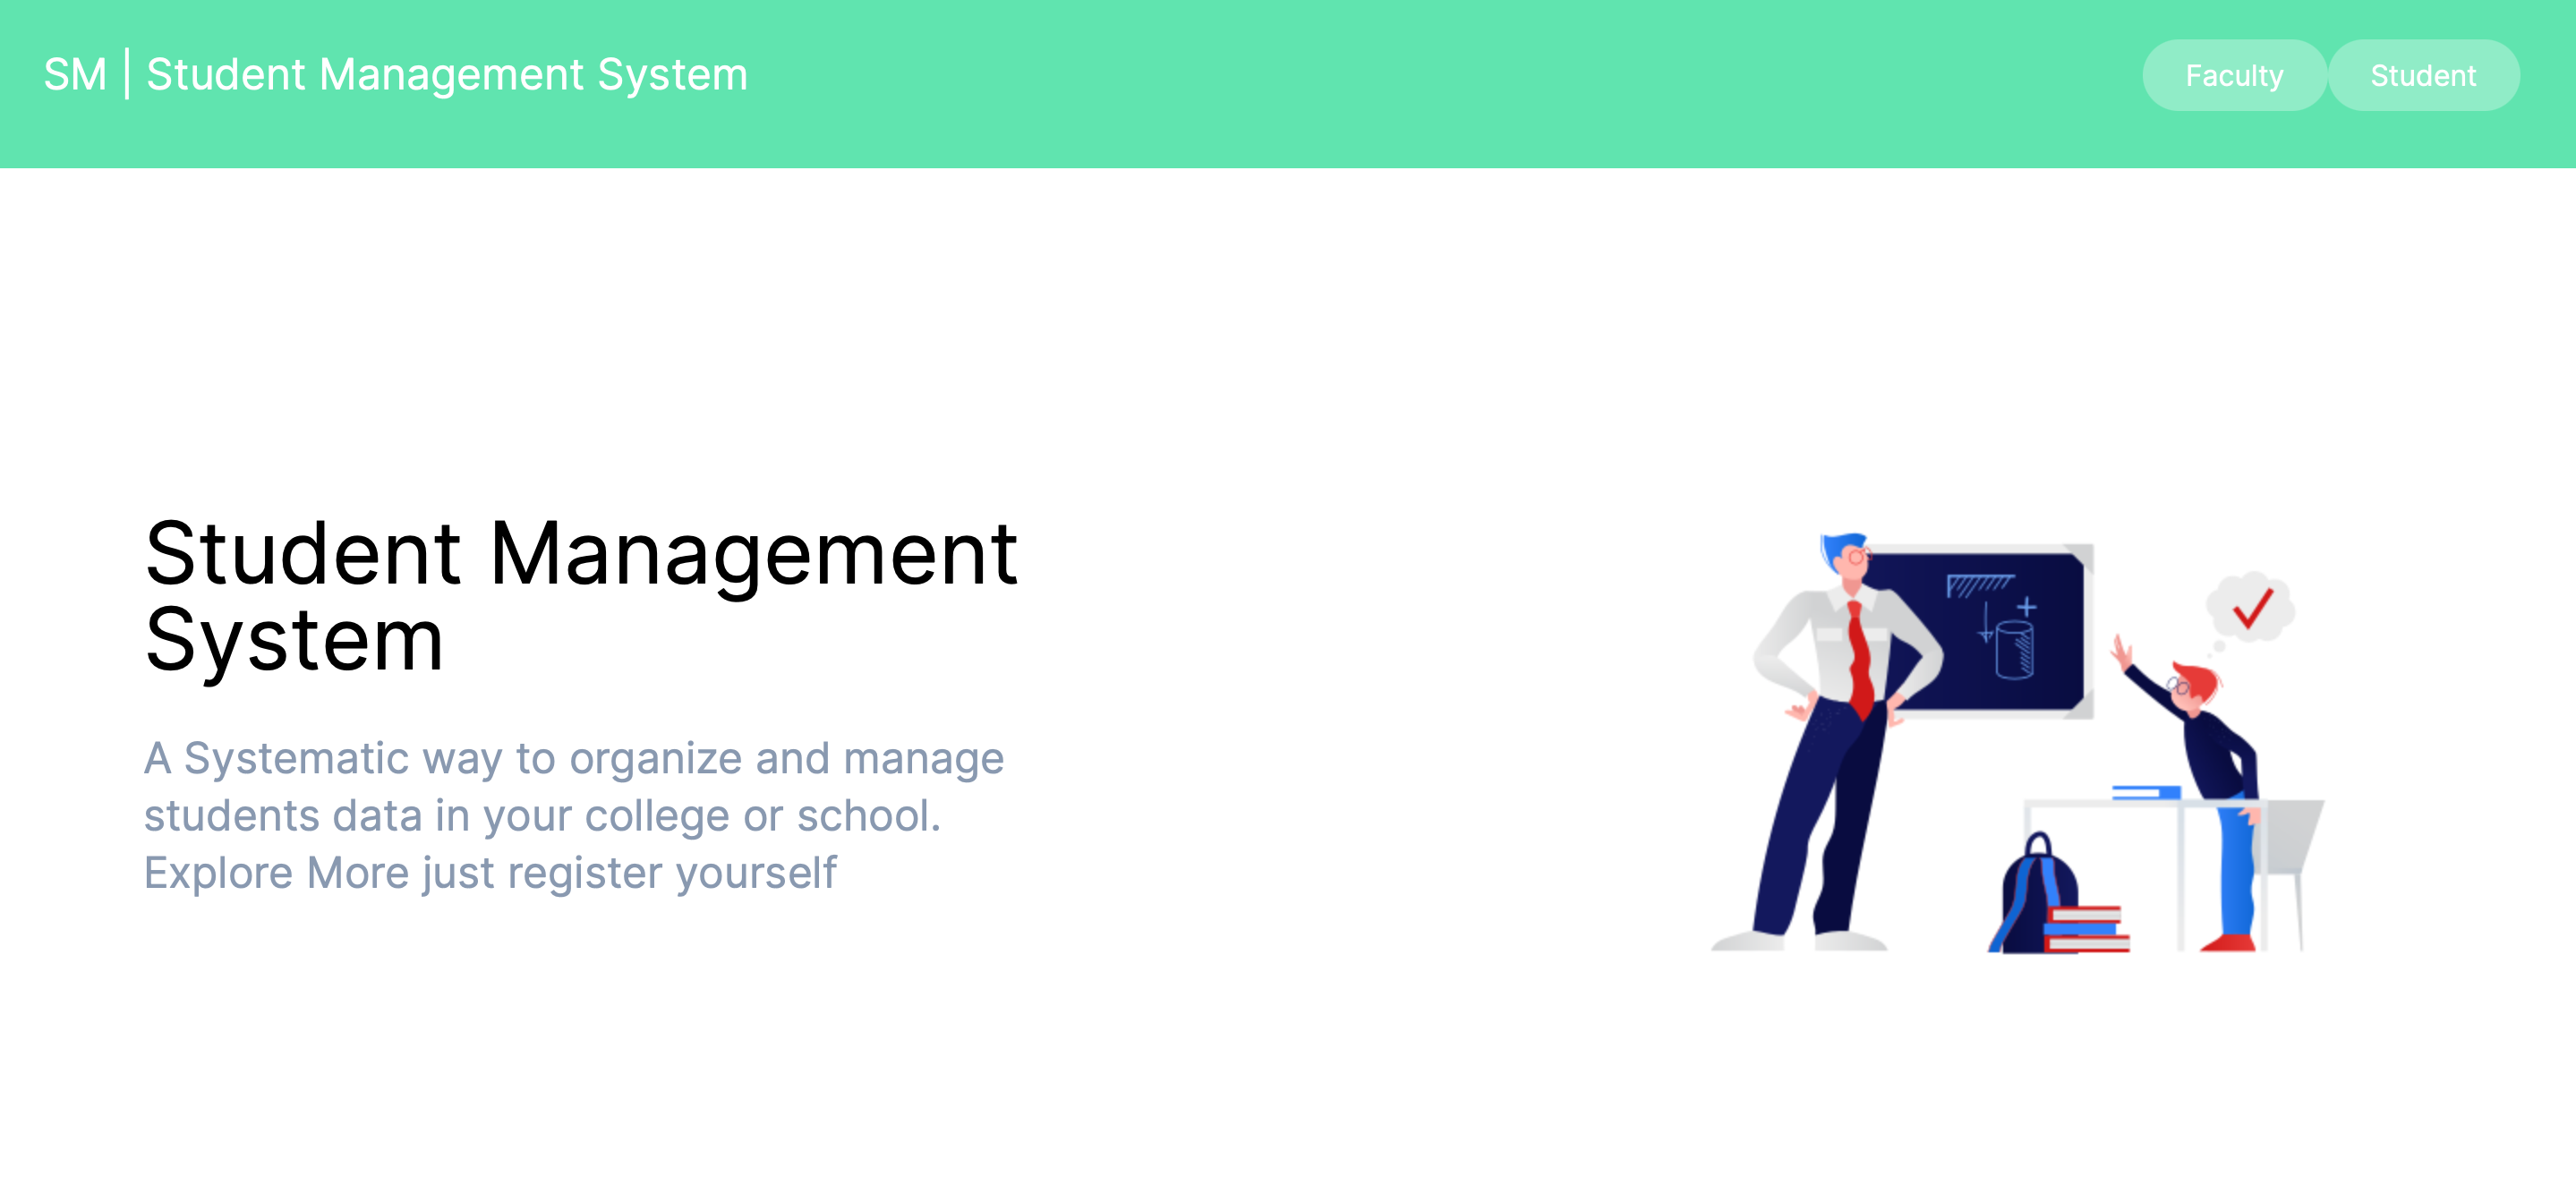 SM | Student Management System
Faculty
Student
Student Management
System
A Systematic way to organize and manage
students data in your college or school.
Explore More just register yourself